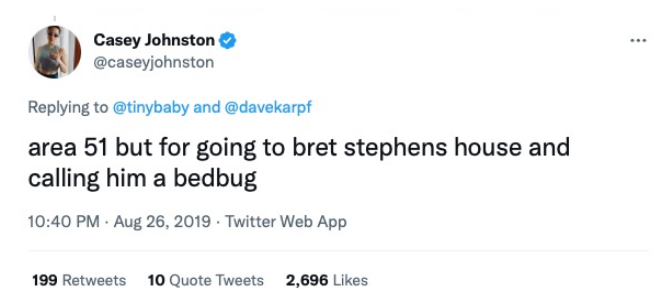 Casey Johnston
@caseyjohnston
Replying to @tinybaby and @davekarpf
area 51 but for going to bret stephens house and
calling him a bedbug
10:40 PM · Aug 26, 2019 · Twitter Web App
199 Retweets 10 Quote Tweets 2,696 Likes